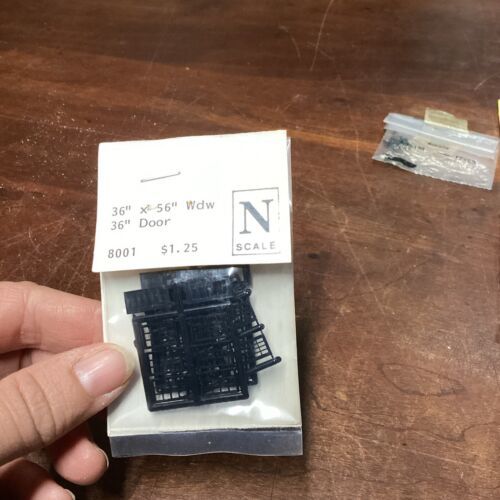 36" x 56" Wdw
36" Door
8001 $1.25
N
SCALE